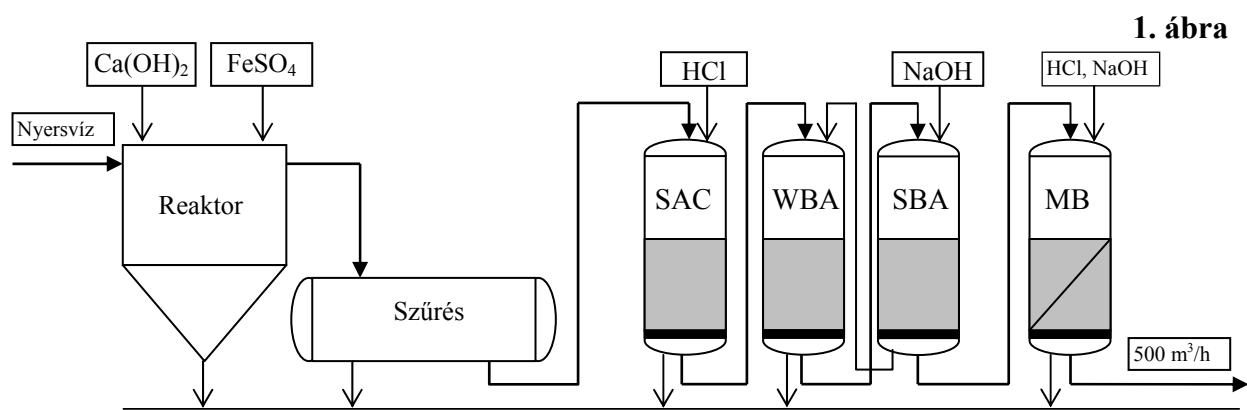 1. ábra
Ca(OH)₂
FeSO₄
HCl
NaOH
HCl, NaOH
Nyersvíz
Reaktor
SAC
WBA
SBA
MB
Szűrés
500 m³/h